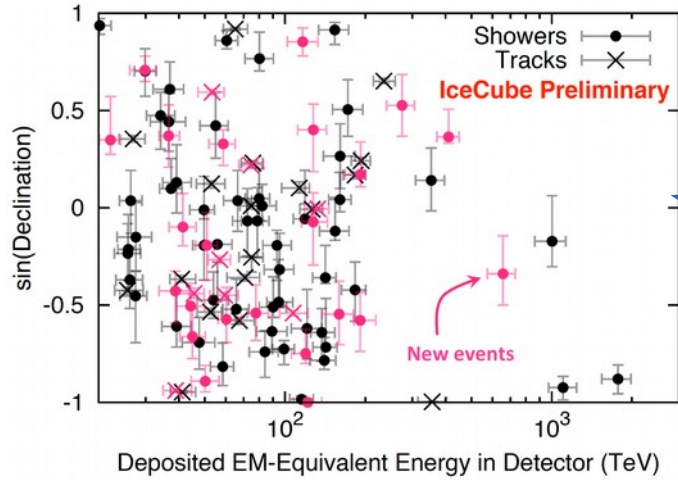 Showers
Tracks
IceCube Preliminary
1
0.5
0
-0.5
-1
sin(Declination)
New events
10²
10³
Deposited EM-Equivalent Energy in Detector (TeV)